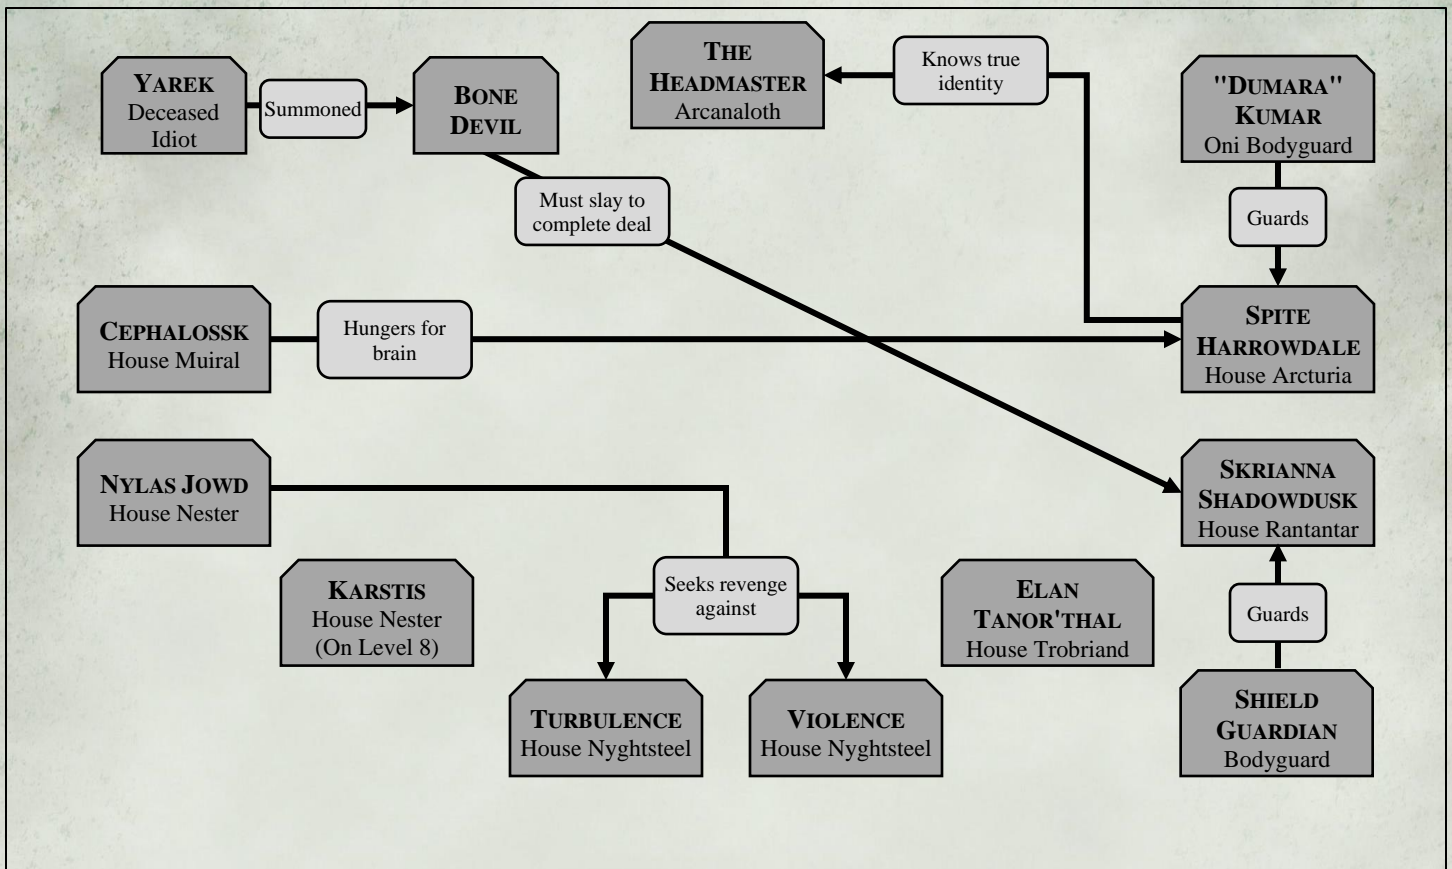 YAREK
Deceased
Idiot
Summoned
BONE
DEVIL
THE
HEADMASTER
Arcanaloth
Knows true
identity
"DUMARA"
KUMAR
Oni Bodyguard
Must slay to
complete deal
Guards
CEPHALOSSK
House Muiral
Hungers for
brain
SPITE
HARROWDALE
House Arcturia
NYLAS JOWD
House Nester
SKRIANNA
SHADOWDUSK
House Rantantar
KARSTIS
House Nester
(On Level 8)
Seeks revenge
against
ELAN
TANOR'THAL
House Trobriand
Guards
TURBULENCE
House Nyghtsteel
VIOLENCE
House Nyghtsteel
SHIELD
GUARDIAN
Bodyguard